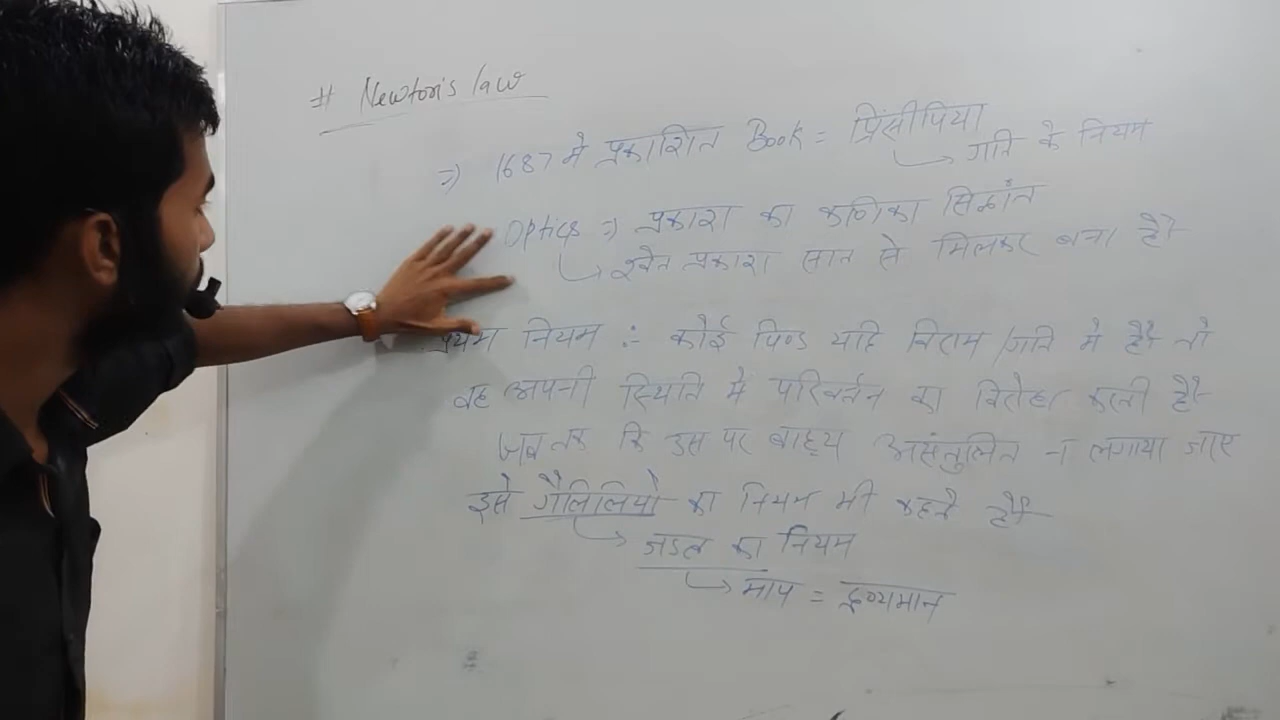 # Newton's law
=> 1687 मे प्रकाशित Book = प्रिंसीपिया
↳ गति के नियम
Optics => प्रकाश का कणिका सिद्धांत
↳ श्वेत प्रकाश सात से मिलकर बना है।
प्रथम नियम :- कोई पिण्ड यदि विराम /गति मे है तो
वह अपनी स्थिति में परिवर्तन का विरोध करती है
जब तक कि उस पर बाह्य असंतुलित न लगाया जाए
इसे गैलिलियो का नियम भी कहते है
↳ जडत्व का नियम
↳ माप = द्रव्यमान